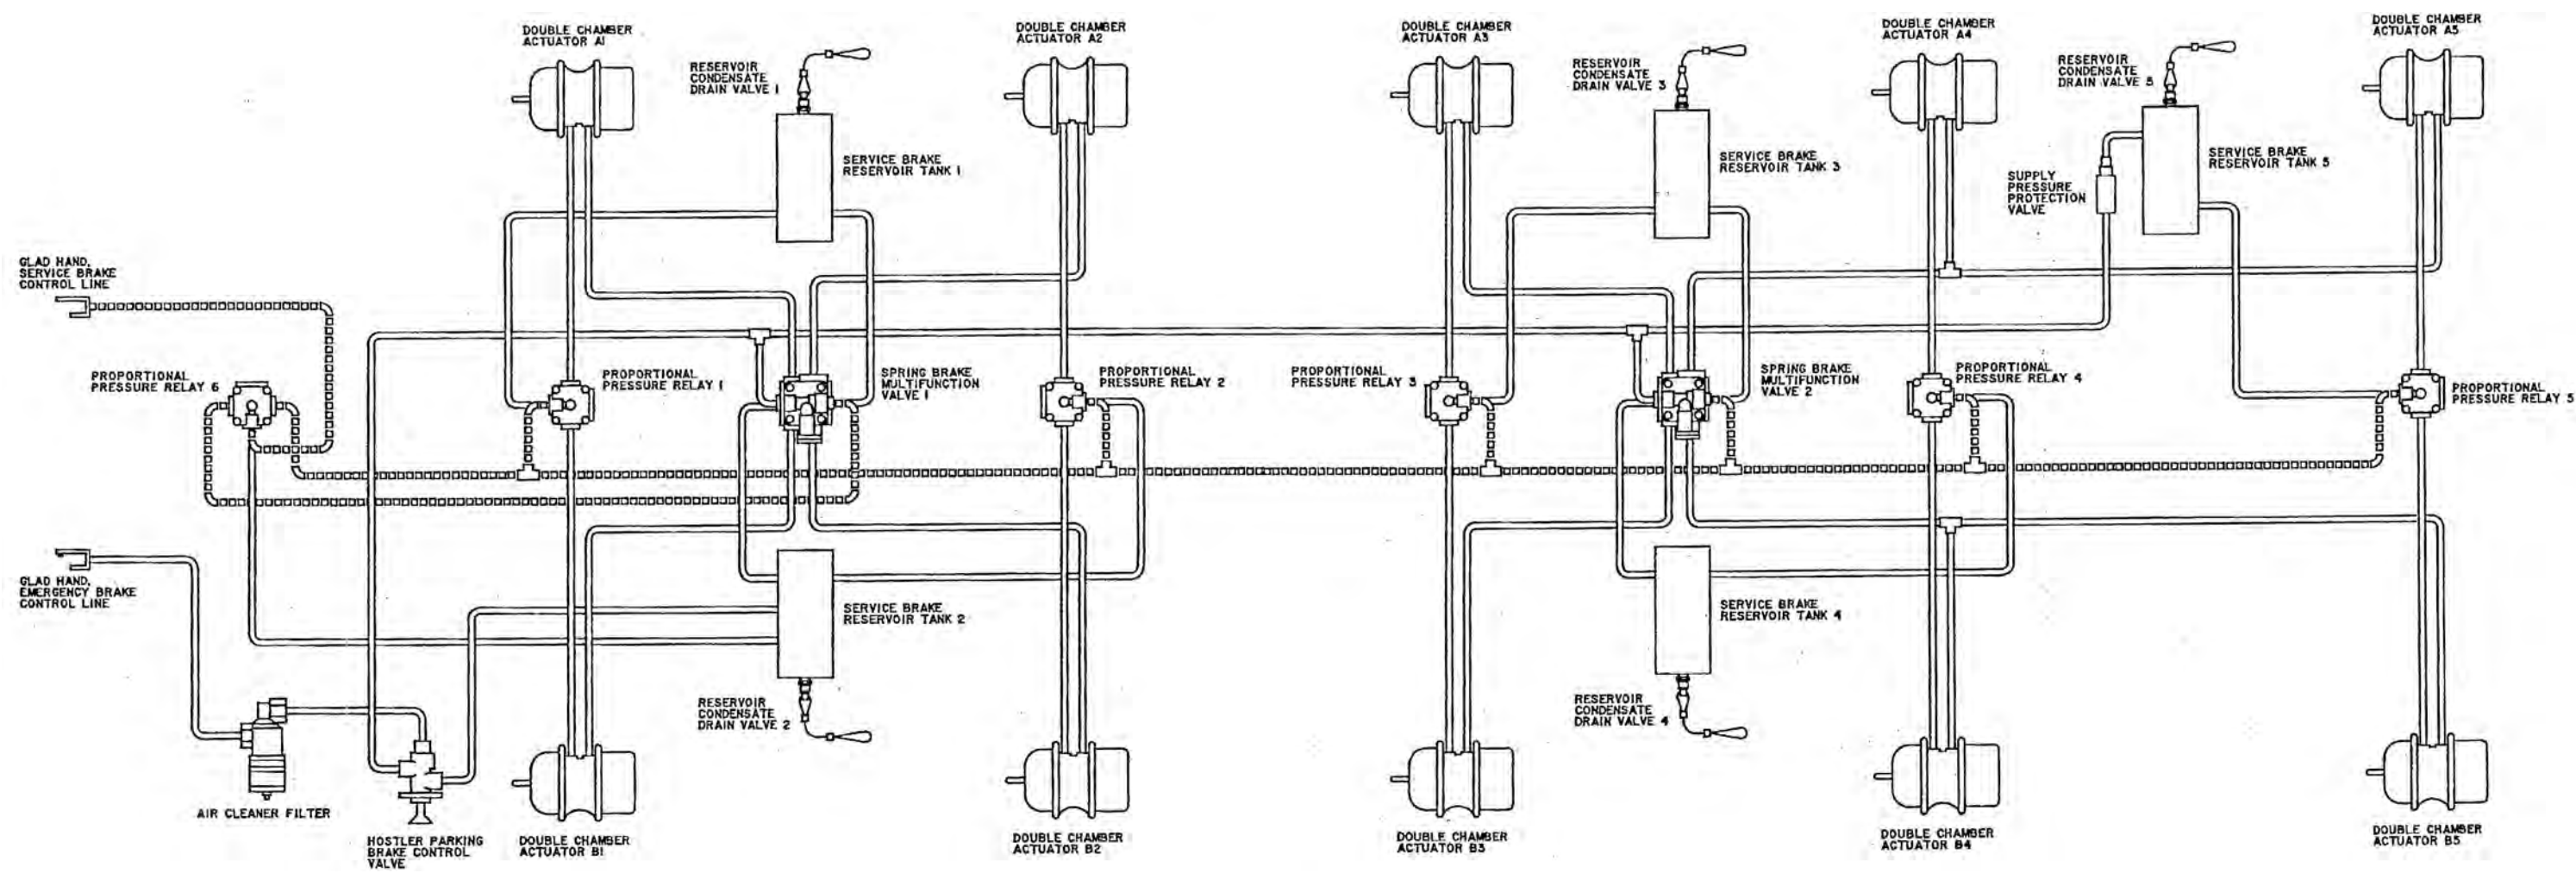 DOUBLE CHAMBER
ACTUATOR A1
RESERVOIR
CONDENSATE
DRAIN VALVE 1
DOUBLE CHAMBER
ACTUATOR A2
DOUBLE CHAMBER
ACTUATOR A3
RESERVOIR
CONDENSATE
DRAIN VALVE 3
DOUBLE CHAMBER
ACTUATOR A4
RESERVOIR
CONDENSATE
DRAIN VALVE 5
DOUBLE CHAMBER
ACTUATOR A5
SERVICE BRAKE
RESERVOIR TANK 1
SERVICE BRAKE
RESERVOIR TANK 3
SUPPLY
PRESSURE
PROTECTION
VALVE
SERVICE BRAKE
RESERVOIR TANK 5
GLAD HAND,
SERVICE BRAKE
CONTROL LINE
PROPORTIONAL
PRESSURE RELAY 6
PROPORTIONAL
PRESSURE RELAY 1
SPRING BRAKE
MULTIFUNCTION
VALVE 1
PROPORTIONAL
PRESSURE RELAY 2
PROPORTIONAL
PRESSURE RELAY 3
SPRING BRAKE
MULTIFUNCTION
VALVE 2
PROPORTIONAL
PRESSURE RELAY 4
PROPORTIONAL
PRESSURE RELAY 5
GLAD HAND,
EMERGENCY BRAKE
CONTROL LINE
SERVICE BRAKE
RESERVOIR TANK 2
SERVICE BRAKE
RESERVOIR TANK 4
RESERVOIR
CONDENSATE
DRAIN VALVE 2
RESERVOIR
CONDENSATE
DRAIN VALVE 4
AIR CLEANER FILTER
HOSTLER PARKING
BRAKE CONTROL
VALVE
DOUBLE CHAMBER
ACTUATOR B1
DOUBLE CHAMBER
ACTUATOR B2
DOUBLE CHAMBER
ACTUATOR B3
DOUBLE CHAMBER
ACTUATOR B4
DOUBLE CHAMBER
ACTUATOR B5